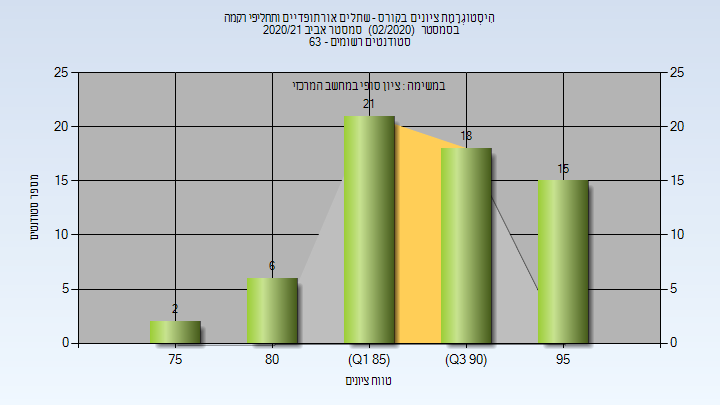 הִיסְטוֹגְרָמַת ציונים בקורס - שתלים אורתופדיים ותחליפי רקמה
בסמסטר (02/2020) סמסטר אביב 2020/21
סטודנטים רשומים - 63
במשימה : ציון סופי במחשב המרכזי
מספר סטודנטים
25 25
20 20
15 15
10 10
5 5
0 0
2 6 21 18 15
75 80 (Q1 85) (Q3 90) 95
טווח ציונים